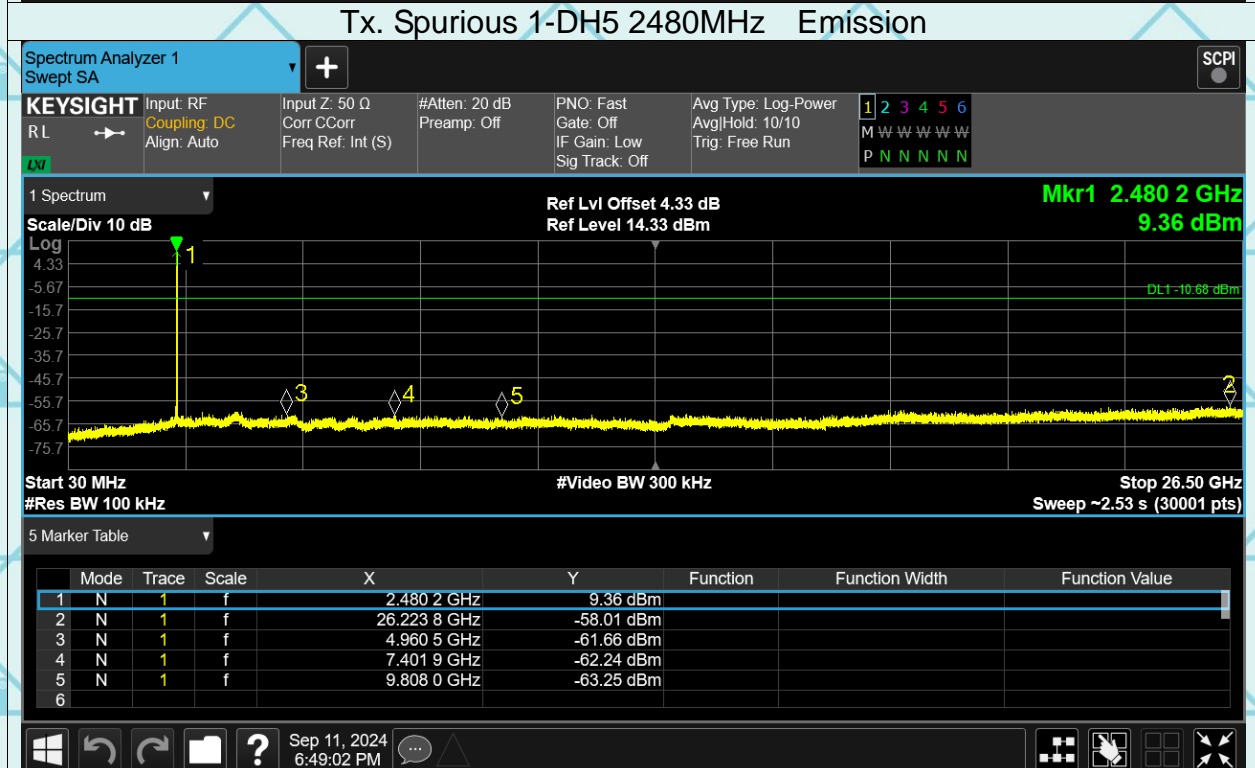 Tx. Spurious 1-DH5 2480MHz Emission
Spectrum Analyzer 1
Swept SA
SCPI
KEYSIGHT
R L
LXI
Input: RF
Coupling: DC
Align: Auto
Input Z: 50 Ω
Corr CCorr
Freq Ref: Int (S)
#Atten: 20 dB
Preamp: Off
PNO: Fast
Gate: Off
IF Gain: Low
Sig Track: Off
Avg Type: Log-Power
Avg|Hold: 10/10
Trig: Free Run
1 2 3 4 5 6
M W W W W W
P N N N N N
1 Spectrum
Scale/Div 10 dB
Ref Lvl Offset 4.33 dB
Ref Level 14.33 dBm
Mkr1 2.480 2 GHz
9.36 dBm
Log
4.33
-5.67
-15.7
-25.7
-35.7
-45.7
-55.7
-65.7
-75.7
1
DL1 -10.68 dBm
3
4
5
2
Start 30 MHz
#Res BW 100 kHz
#Video BW 300 kHz
Stop 26.50 GHz
Sweep ~2.53 s (30001 pts)
5 Marker Table
Mode Trace Scale X Y Function Function Width Function Value
1 N 1 f 2.480 2 GHz 9.36 dBm
2 N 1 f 26.223 8 GHz -58.01 dBm
3 N 1 f 4.960 5 GHz -61.66 dBm
4 N 1 f 7.401 9 GHz -62.24 dBm
5 N 1 f 9.808 0 GHz -63.25 dBm
6
Sep 11, 2024
6:49:02 PM